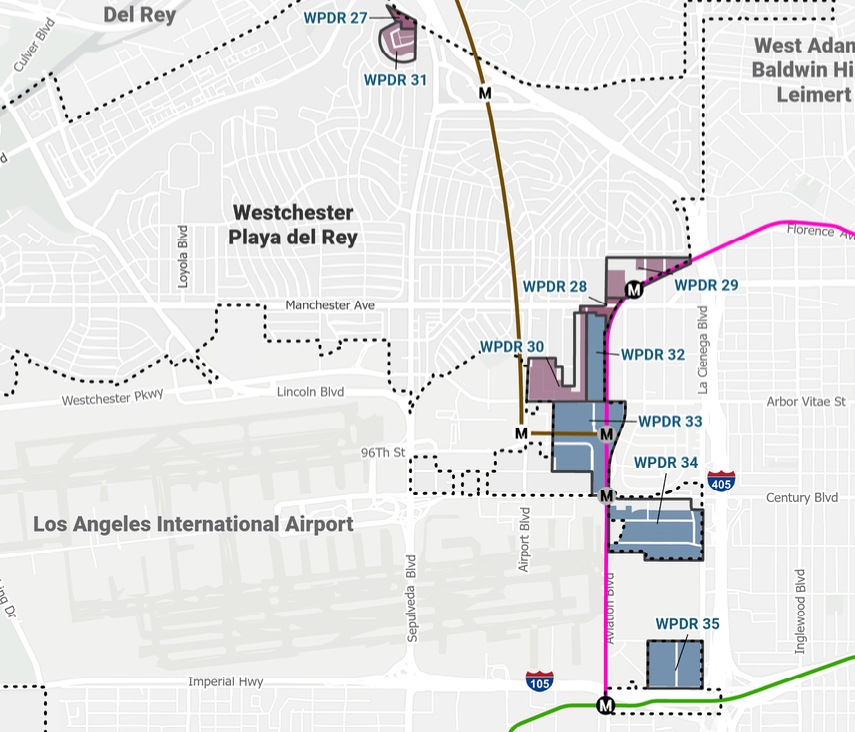 Del Rey
WPDR 27
Culver Blvd
West Adam
Baldwin Hi
Leimert
WPDR 31
M
Westchester
Playa del Rey
Loyola Blvd
Florence Av
WPDR 28
M
WPDR 29
Manchester Ave
La Cienega Blvd
WPDR 30
WPDR 32
Westchester Pkwy
Lincoln Blvd
Arbor Vitae St
WPDR 33
M
M
96Th St
WPDR 34
405
M
Century Blvd
Los Angeles International Airport
Airport Blvd
Sepulveda Blvd
Aviation Blvd
Inglewood Blvd
WPDR 35
Imperial Hwy
105
M